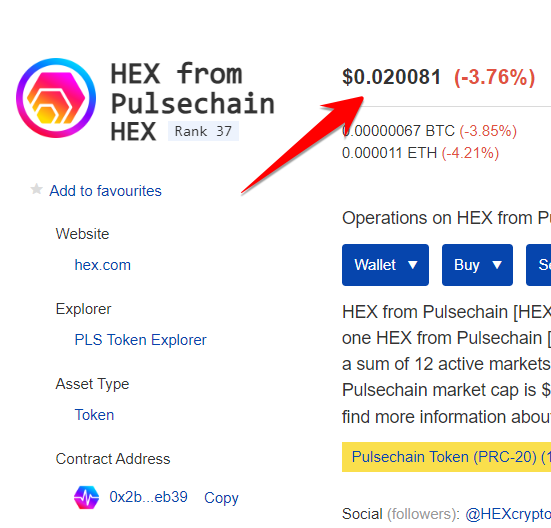 HEX from
Pulsechain
HEX Rank 37
$0.020081 (-3.76%)
0.00000067 BTC (-3.85%)
0.000011 ETH (-4.21%)
Add to favourites
Website
hex.com
Explorer
PLS Token Explorer
Asset Type
Token
Contract Address
0x2b...eb39 Copy
Operations on HEX from
Wallet Buy
HEX from Pulsechain [HEX
one HEX from Pulsechain [
a sum of 12 active markets
Pulsechain market cap is $
find more information about
Pulsechain Token (PRC-20) (1
Social (followers): @HEXcrypto